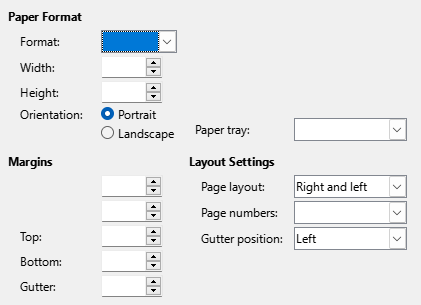 Paper Format
Format:
Width:
Height:
Orientation: Portrait
Landscape
Paper tray:
Margins
Layout Settings
Page layout: Right and left
Page numbers:
Top:
Gutter position: Left
Bottom:
Gutter: